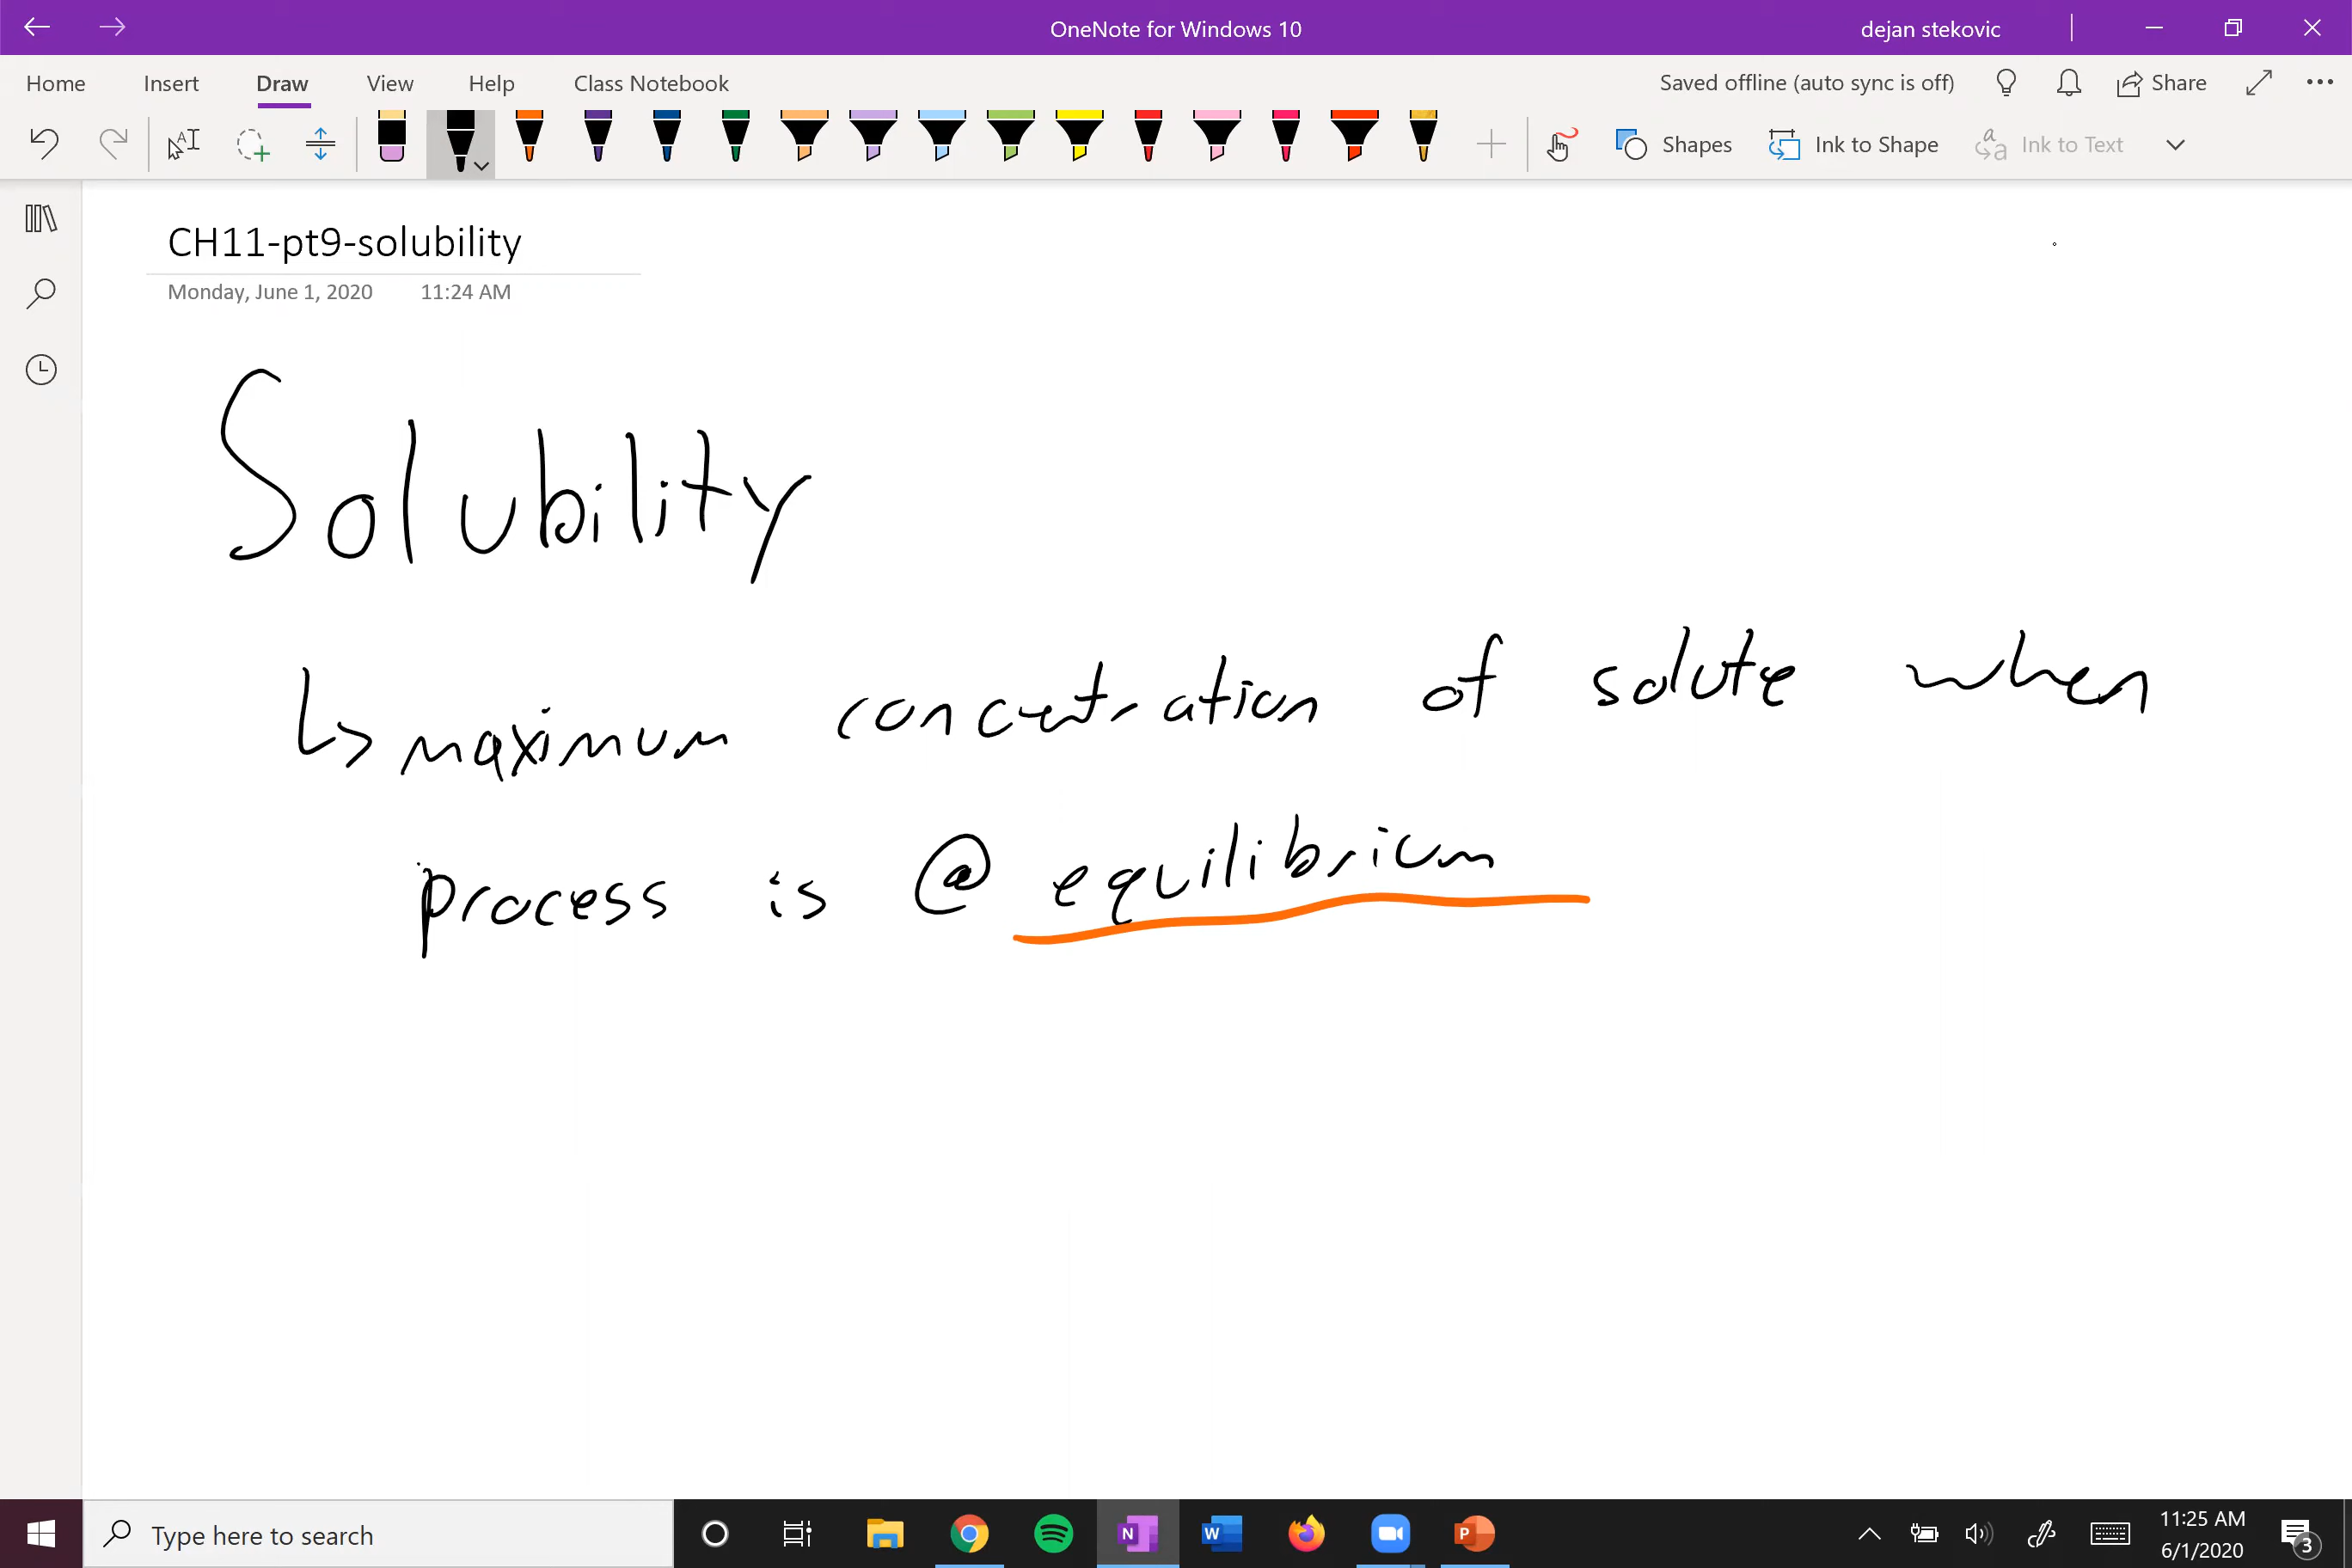 OneNote for Windows 10
dejan stekovic
Home Insert Draw View Help Class Notebook
Saved offline (auto sync is off) Share
Shapes Ink to Shape Ink to Text
CH11-pt9-solubility
Monday, June 1, 2020 11:24 AM
Solubility
↳ maximum concentration of solute when
process is @ equilibrium
Type here to search
11:25 AM
6/1/2020
3